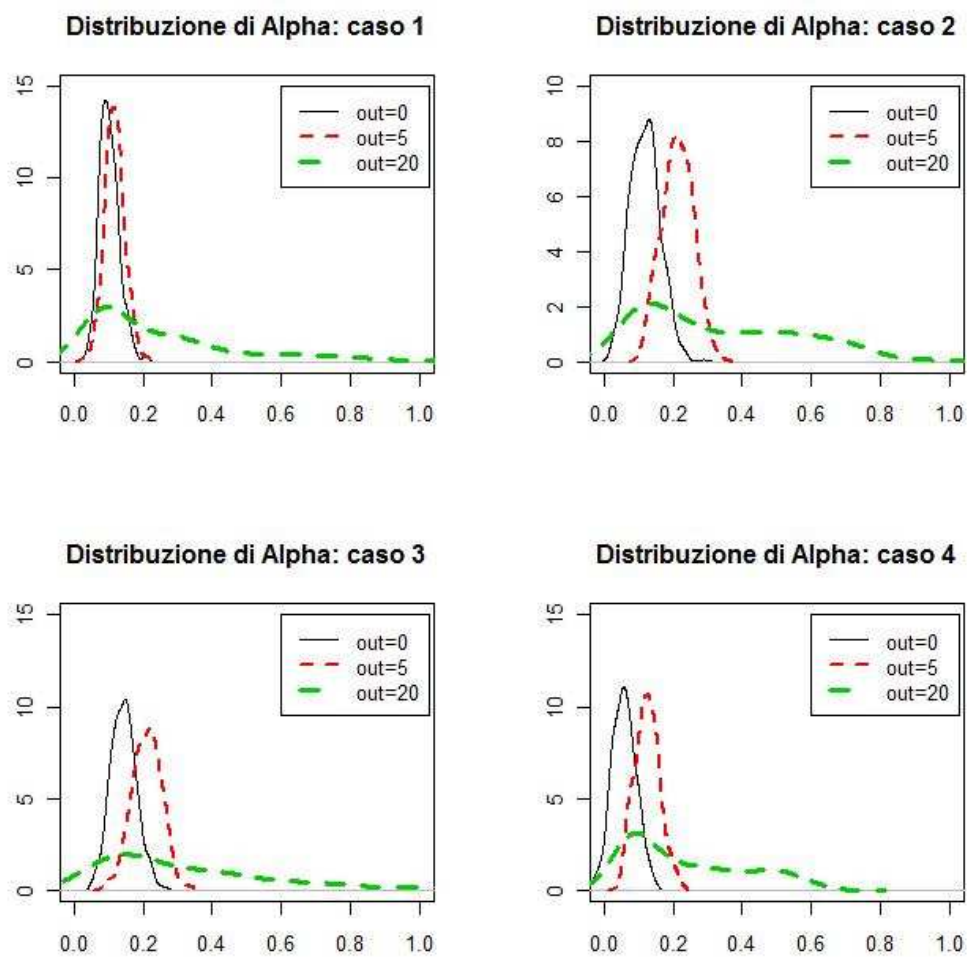 Distribuzione di Alpha: caso 1
15
10
5
0
out=0
out=5
out=20
0.0 0.2 0.4 0.6 0.8 1.0
Distribuzione di Alpha: caso 2
10
8
6
4
2
0
out=0
out=5
out=20
0.0 0.2 0.4 0.6 0.8 1.0
Distribuzione di Alpha: caso 3
15
10
5
0
out=0
out=5
out=20
0.0 0.2 0.4 0.6 0.8 1.0
Distribuzione di Alpha: caso 4
15
10
5
0
out=0
out=5
out=20
0.0 0.2 0.4 0.6 0.8 1.0